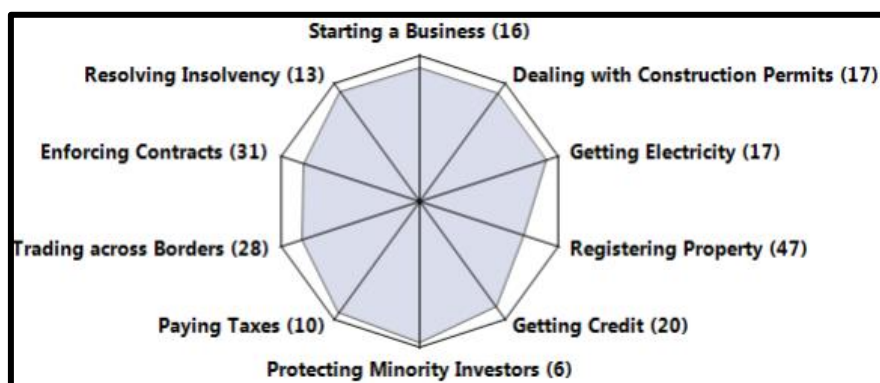 Starting a Business (16)
Resolving Insolvency (13)
Dealing with Construction Permits (17)
Enforcing Contracts (31)
Getting Electricity (17)
Trading across Borders (28)
Registering Property (47)
Paying Taxes (10)
Getting Credit (20)
Protecting Minority Investors (6)